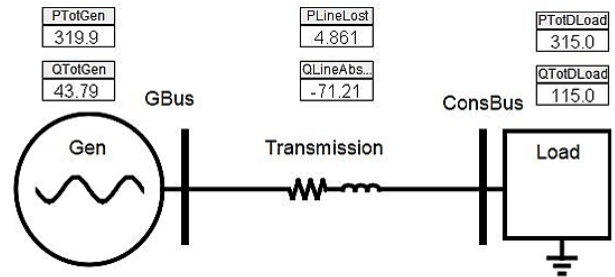 PTotGen
319.9
QTotGen
43.79
PLineLost
4.861
QLineAbs...
-71.21
PTotDLoad
315.0
QTotDLoad
115.0
GBus
ConsBus
Gen
Transmission
Load